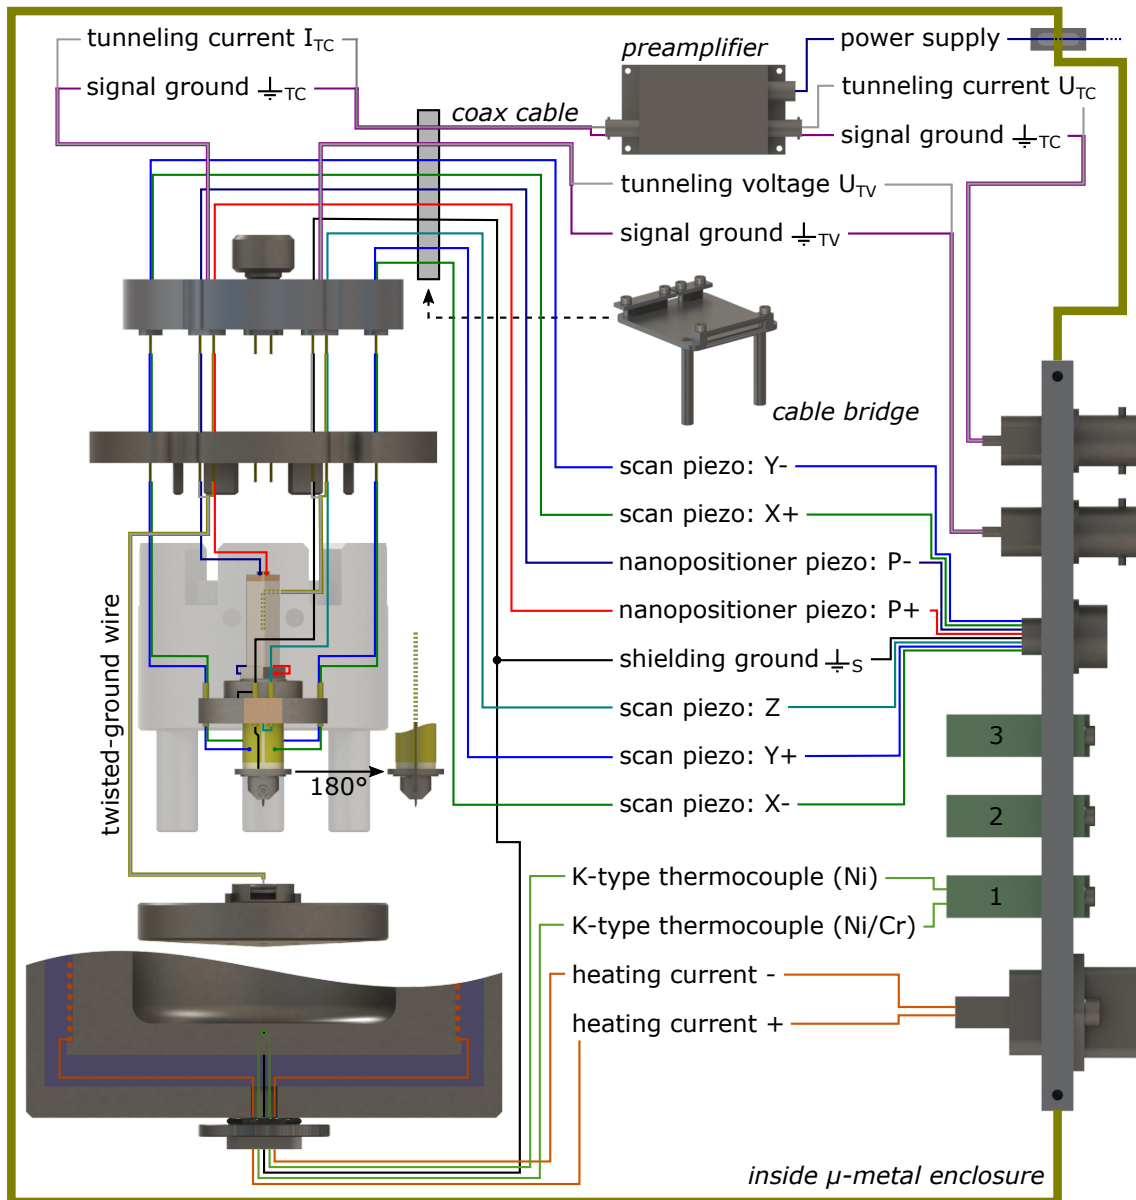 tunneling current I_TC
signal ground ⏚_TC
preamplifier
power supply
tunneling current U_TC
coax cable
signal ground ⏚_TC
tunneling voltage U_TV
signal ground ⏚_TV
cable bridge
scan piezo: Y-
scan piezo: X+
nanopositioner piezo: P-
nanopositioner piezo: P+
shielding ground ⏚_S
scan piezo: Z
scan piezo: Y+
scan piezo: X-
twisted-ground wire
180°
3
2
1
K-type thermocouple (Ni)
K-type thermocouple (Ni/Cr)
heating current -
heating current +
inside μ-metal enclosure